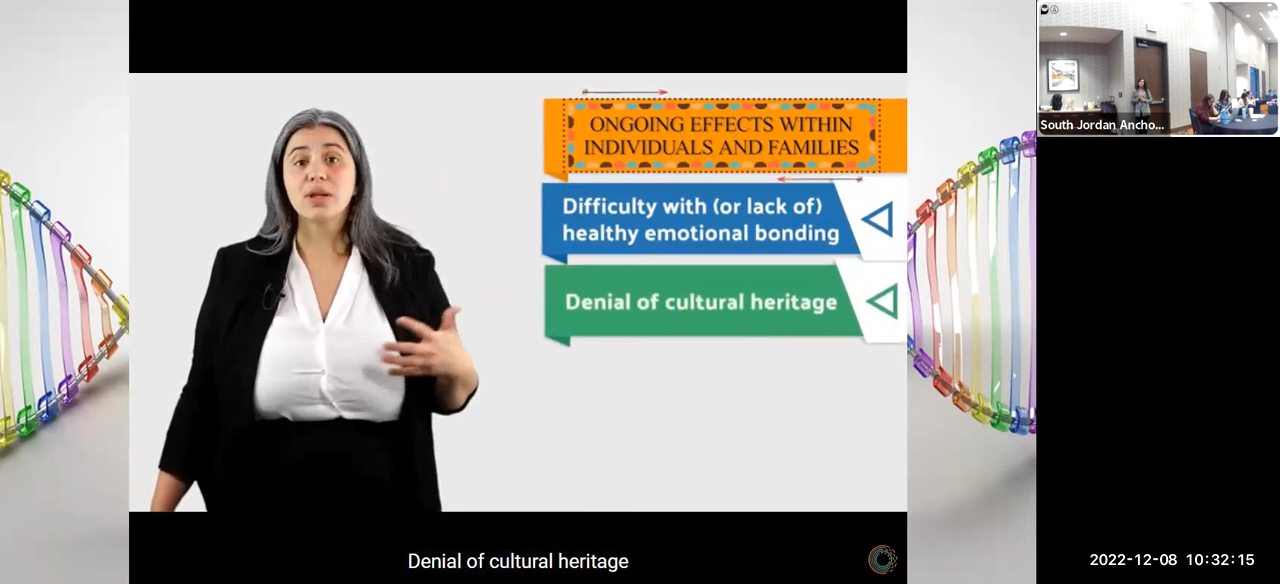 ONGOING EFFECTS WITHIN
INDIVIDUALS AND FAMILIES
Difficulty with (or lack of)
healthy emotional bonding
Denial of cultural heritage
Denial of cultural heritage
South Jordan Ancho...
2022-12-08 10:32:15